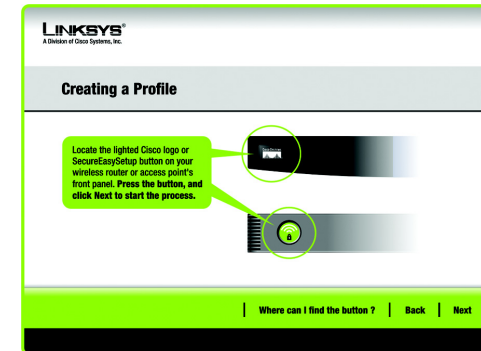 LINKSYS®
A Division of Cisco Systems, Inc.
Creating a Profile
Locate the lighted Cisco logo or
SecureEasySetup button on your
wireless router or access point's
front panel. Press the button, and
click Next to start the process.
Where can I find the button ? | Back | Next